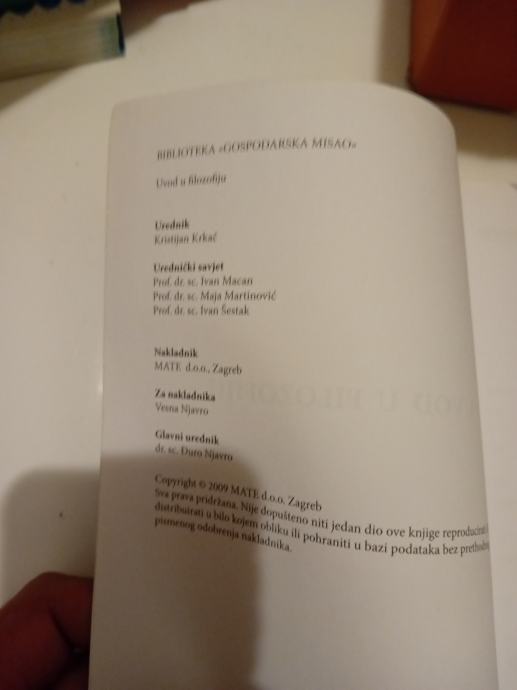 BIBLIOTEKA »GOSPODARSKA MISAO«
Uvod u filozofiju
Urednik
Kristijan Krkač
Urednički savjet
Prof. dr. sc. Ivan Macan
Prof. dr. sc. Maja Martinović
Prof. dr. sc. Ivan Šestak
Nakladnik
MATE d.o.o., Zagreb
Za nakladnika
Vesna Njavro
Glavni urednik
dr. sc. Đuro Njavro
Copyright © 2009 MATE d.o.o. Zagreb
Sva prava pridržana. Nije dopušteno niti jedan dio ove knjige reproducirati
distribuirati u bilo kojem obliku ili pohraniti u bazi podataka bez
pismenog odobrenja nakladnika.